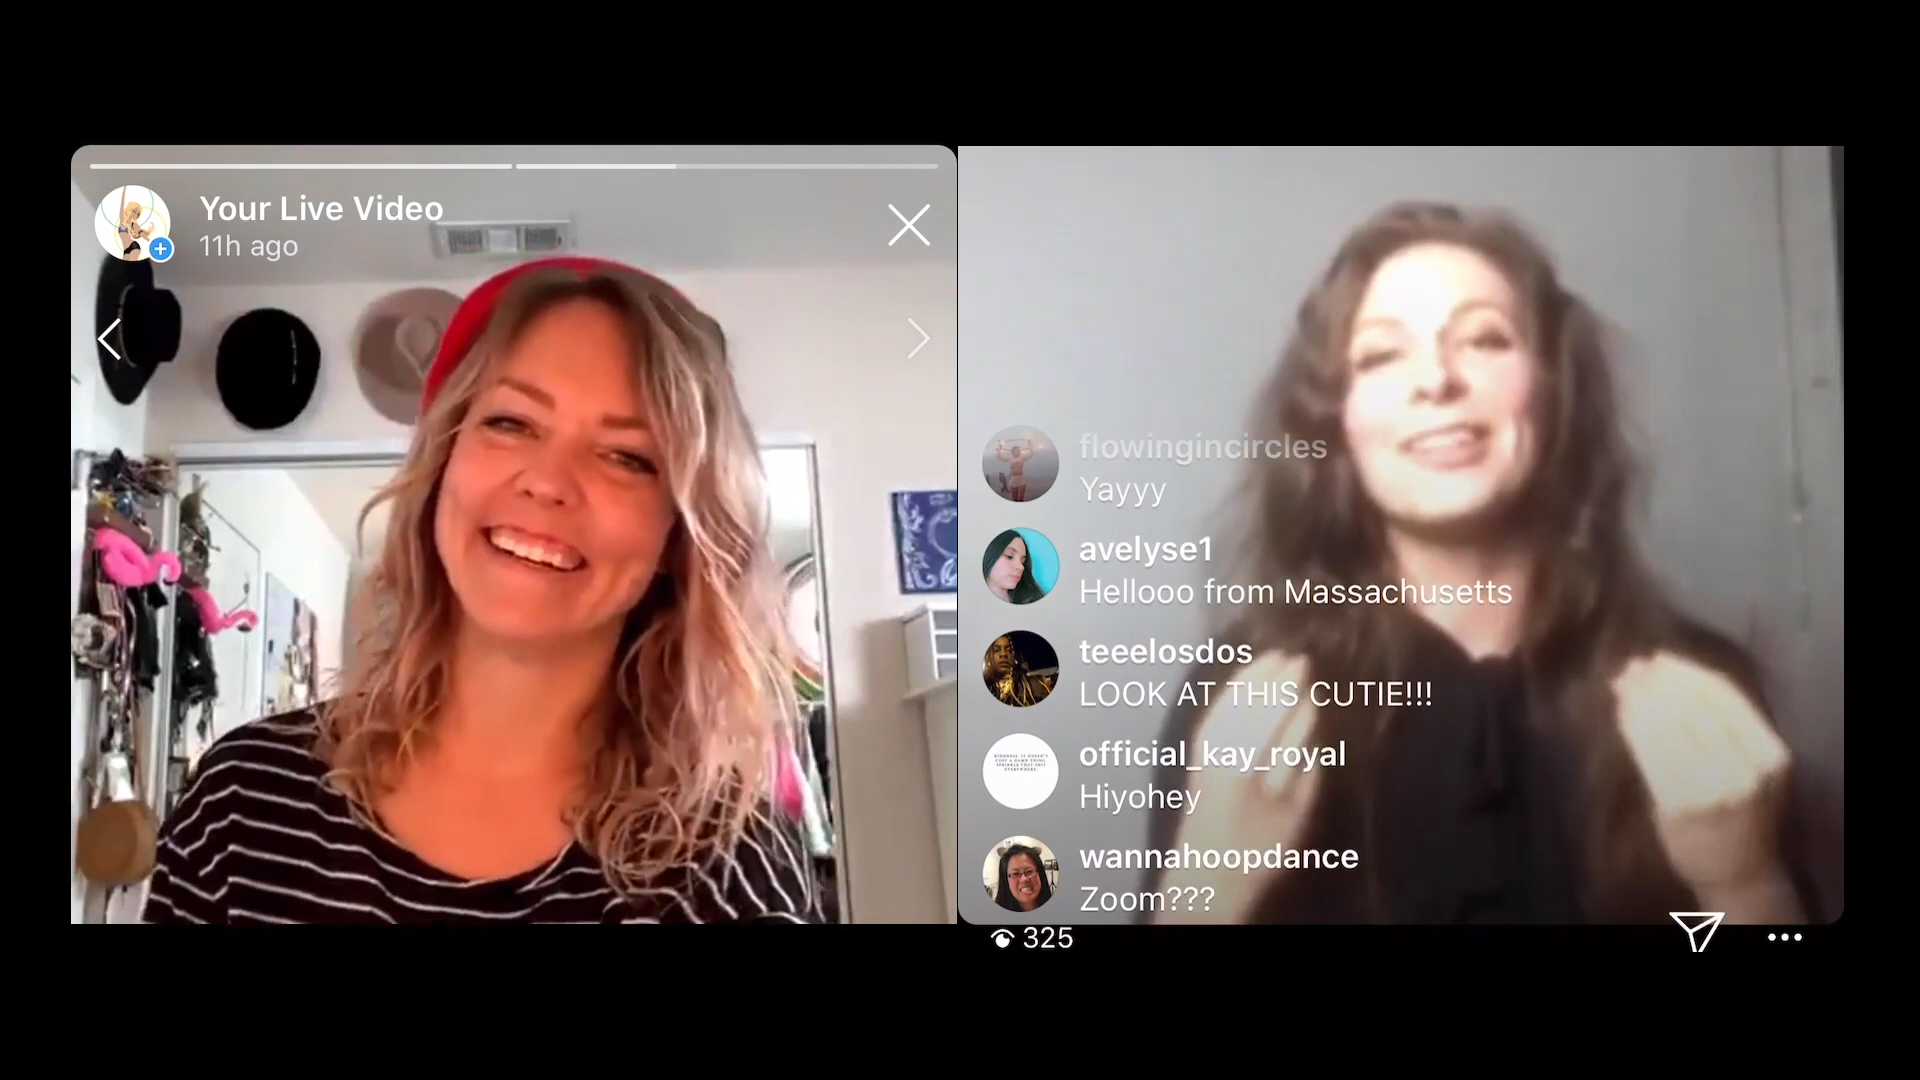 Your Live Video
11h ago
flowingincircles
Yayyy
avelyse1
Hellooo from Massachusetts
teeelosdos
LOOK AT THIS CUTIE!!!
official_kay_royal
Hiyohey
wannahoopdance
Zoom???
325